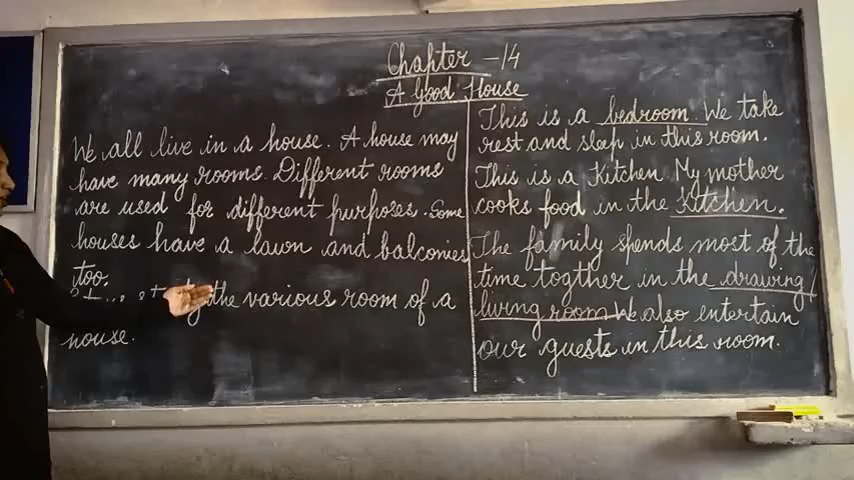 Chapter -14
A Good House
We all live in a house. A house may
have many rooms. Different rooms
are used for different purposes. Some
houses have a lawn and balconies
too.
the various room of a
house.
This is a bedroom. We take
rest and sleep in this room.
This is a Kitchen. My mother
cooks food in the kitchen.
The family spends most of the
time togther in the drawing/
living room We also entertain
our guests in this room.